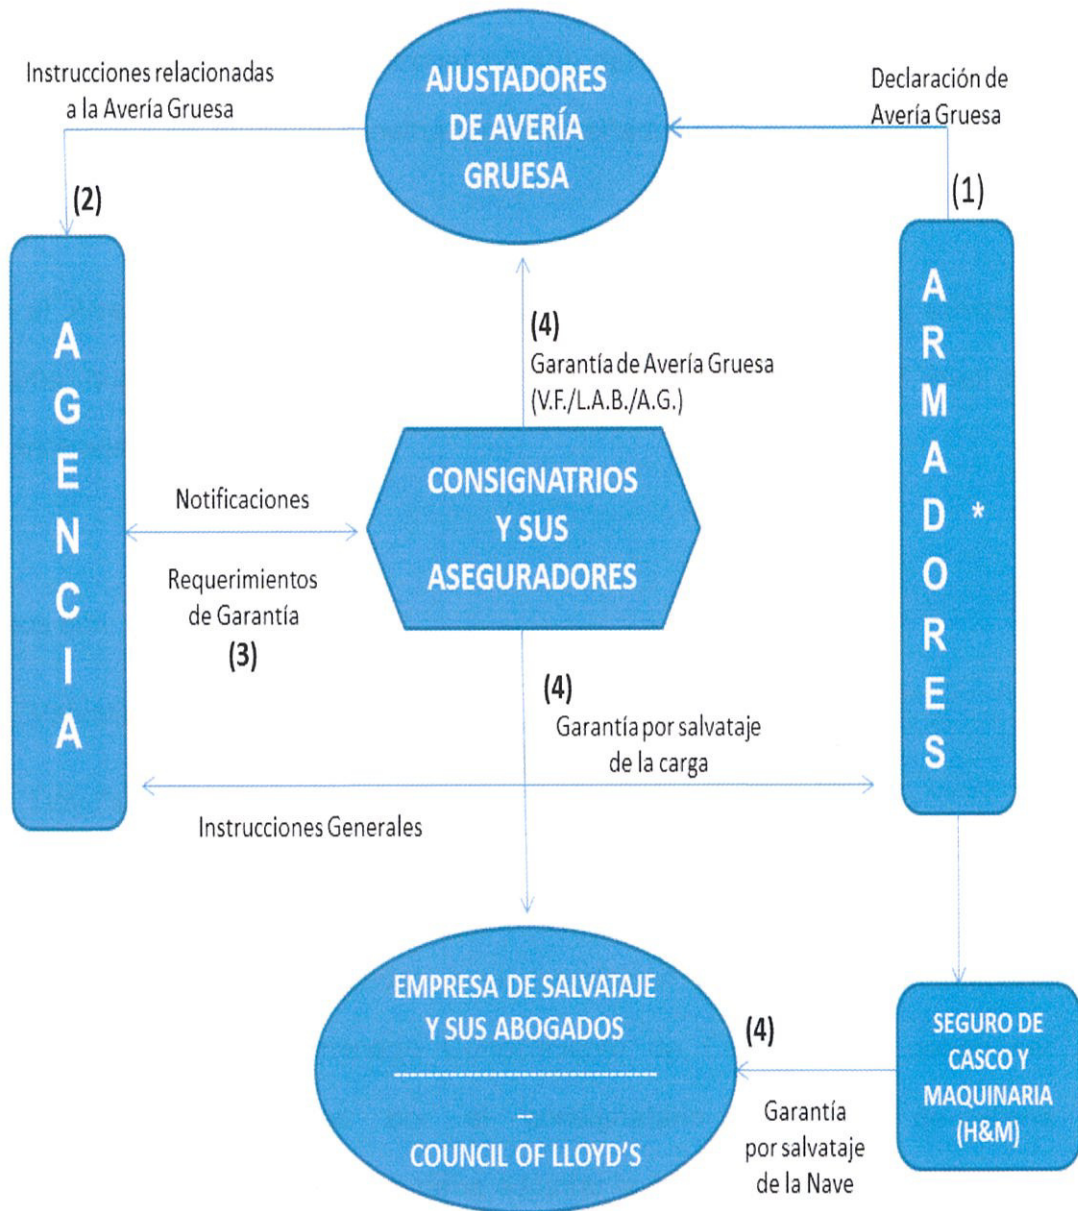 Instrucciones relacionadas
a la Avería Gruesa
AJUSTADORES
DE AVERÍA
GRUESA
Declaración de
Avería Gruesa
(2)
(1)
AGENCIA
ARMADORES
*
(4)
Garantía de Avería Gruesa
(V.F./L.A.B./A.G.)
Notificaciones
Requerimientos
de Garantía
(3)
CONSIGNATRIOS
Y SUS
ASEGURADORES
(4)
Garantía por salvataje
de la carga
Instrucciones Generales
EMPRESA DE SALVATAJE
Y SUS ABOGADOS
---------------------------------
--
COUNCIL OF LLOYD'S
(4)
Garantía
por salvataje
de la Nave
SEGURO DE
CASCO Y
MAQUINARIA
(H&M)